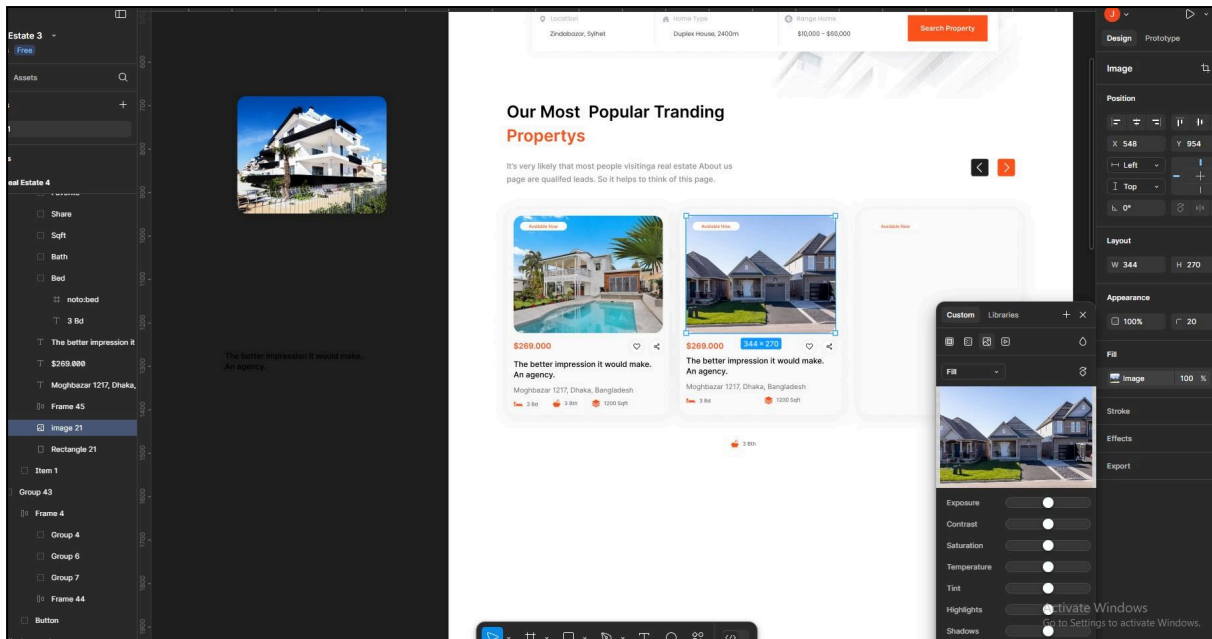 Estate 3
Free
Assets
Real Estate 4
Share
Sqft
Bath
Bed
noto:bed
3 Bd
The better impression it
$269.000
Moghbazar 1217, Dhaka,
Frame 45
image 21
Rectangle 21
Item 1
Group 43
Frame 4
Group 4
Group 6
Group 7
Frame 44
Button
The better impression it would make.
An agency.
Location
Zindabazar, Sylhet
Home Type
Duplex House, 2400m
Range Home
$10,000 - $60,000
Search Property
Our Most Popular Tranding
Propertys
It's very likely that most people visitinga real estate About us
page are qualifed leads. So it helps to think of this page.
Available Now
$269.000
The better impression it would make.
An agency.
Moghbazar 1217, Dhaka, Bangladesh
3 Bd
3 Bth
1200 Sqft
Available Now
$269.000
344 × 270
The better impression it would make.
An agency.
Moghbazar 1217, Dhaka, Bangladesh
3 Bd
1200 Sqft
3 Bth
Available Now
Custom
Libraries
Fill
Exposure
Contrast
Saturation
Temperature
Tint
Highlights
Shadows
J
Design
Prototype
Image
Position
X 548
Y 954
Left
Top
0°
Layout
W 344
H 270
Appearance
100%
20
Fill
Image
100 %
Stroke
Effects
Export
Activate Windows
Go to Settings to activate Windows.